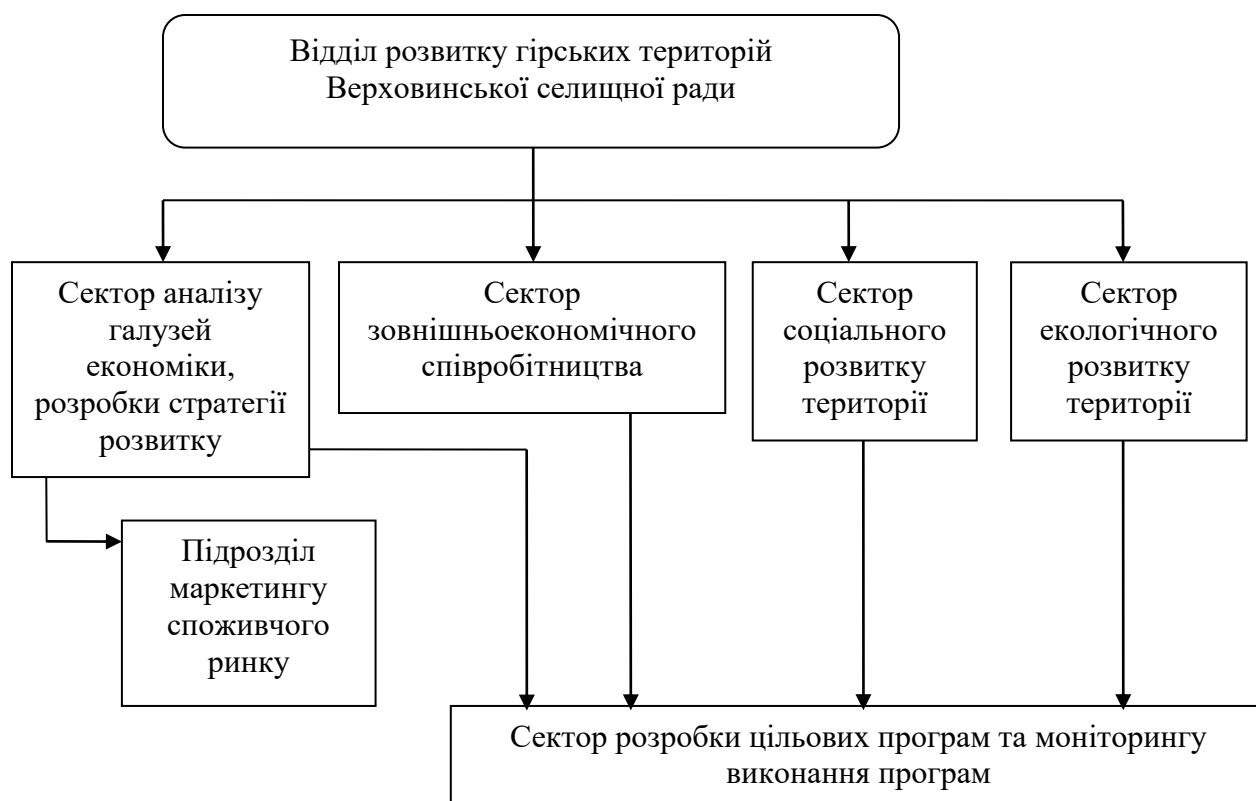 Відділ розвитку гірських територій
Верховинської селищної ради
Сектор аналізу
галузей
економіки,
розробки стратегії
розвитку
Сектор
зовнішньоекономічного
співробітництва
Сектор
соціального
розвитку
території
Сектор
екологічного
розвитку
території
Підрозділ
маркетингу
споживчого
ринку
Сектор розробки цільових програм та моніторингу
виконання програм